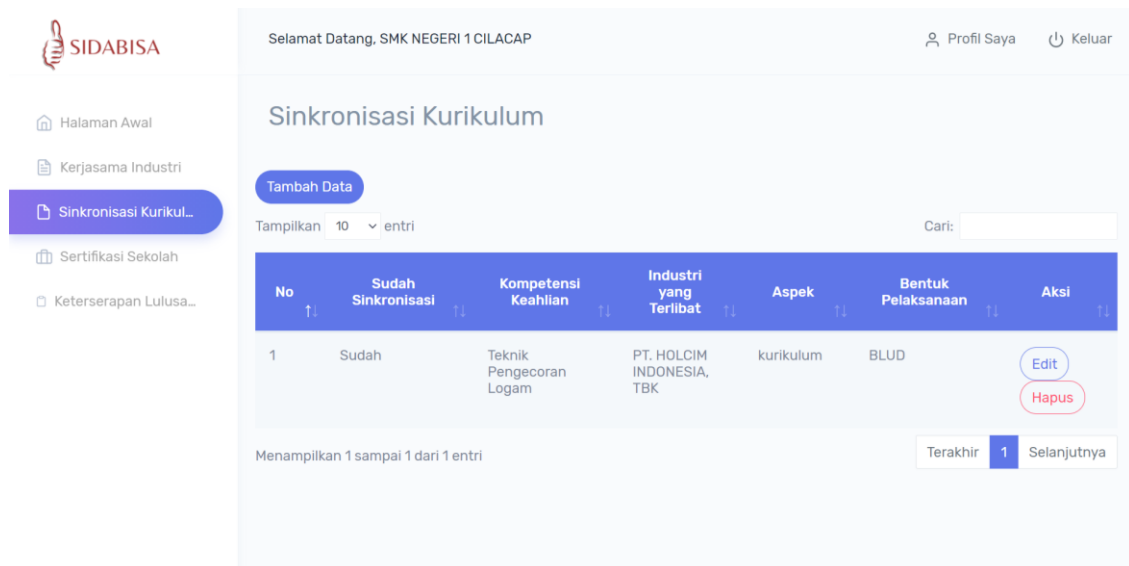 SIDABISA
Selamat Datang, SMK NEGERI 1 CILACAP
Profil Saya
Keluar
Halaman Awal
Kerjasama Industri
Sinkronisasi Kurikul...
Sertifikasi Sekolah
Keterserapan Lulusa...
Sinkronisasi Kurikulum
Tambah Data
Tampilkan 10 entri
Cari:
No
Sudah
Sinkronisasi
Kompetensi
Keahlian
Industri
yang
Terlibat
Aspek
Bentuk
Pelaksanaan
Aksi
1
Sudah
Teknik
Pengecoran
Logam
PT. HOLCIM
INDONESIA,
TBK
kurikulum
BLUD
Edit
Hapus
Menampilkan 1 sampai 1 dari 1 entri
Terakhir 1 Selanjutnya